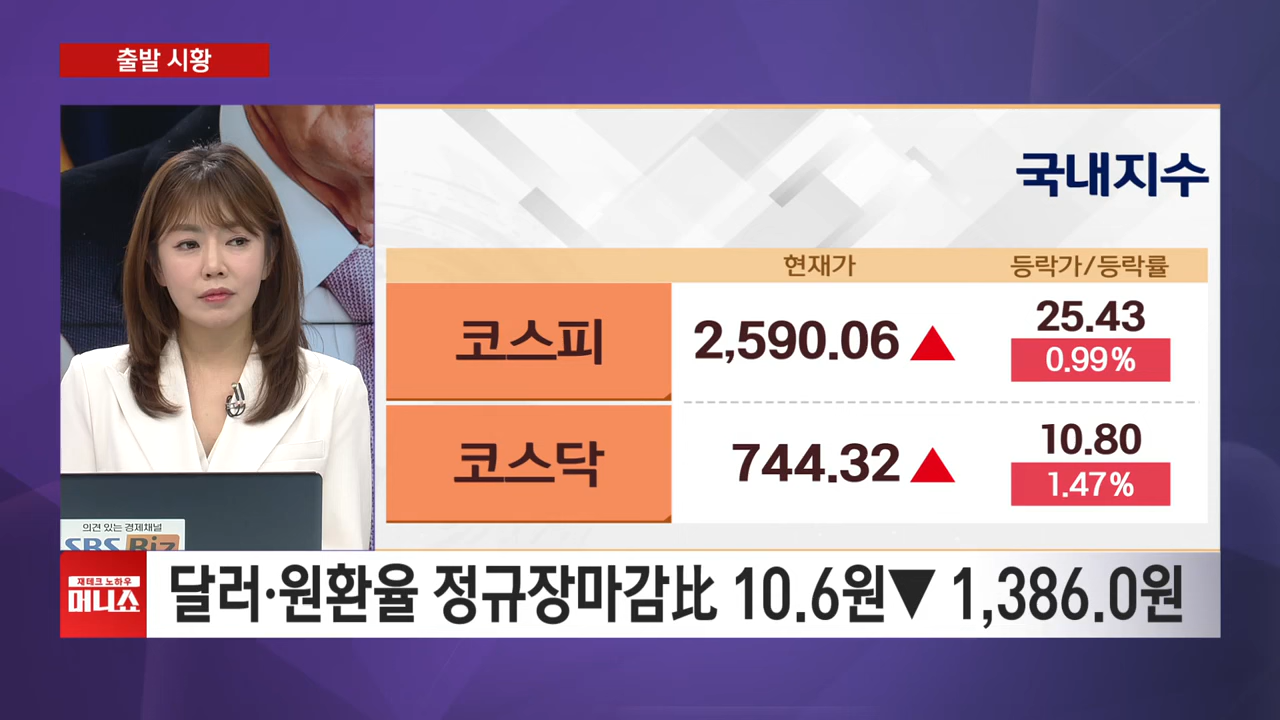 출발 시황
국내지수
현재가 등락가/등락률
코스피 2,590.06 ▲ 25.43
0.99%
코스닥 744.32 ▲ 10.80
1.47%
의견 있는 경제채널
SBS Biz
재테크 노하우
머니쇼
달러·원환율 정규장마감比 10.6원▼ 1,386.0원